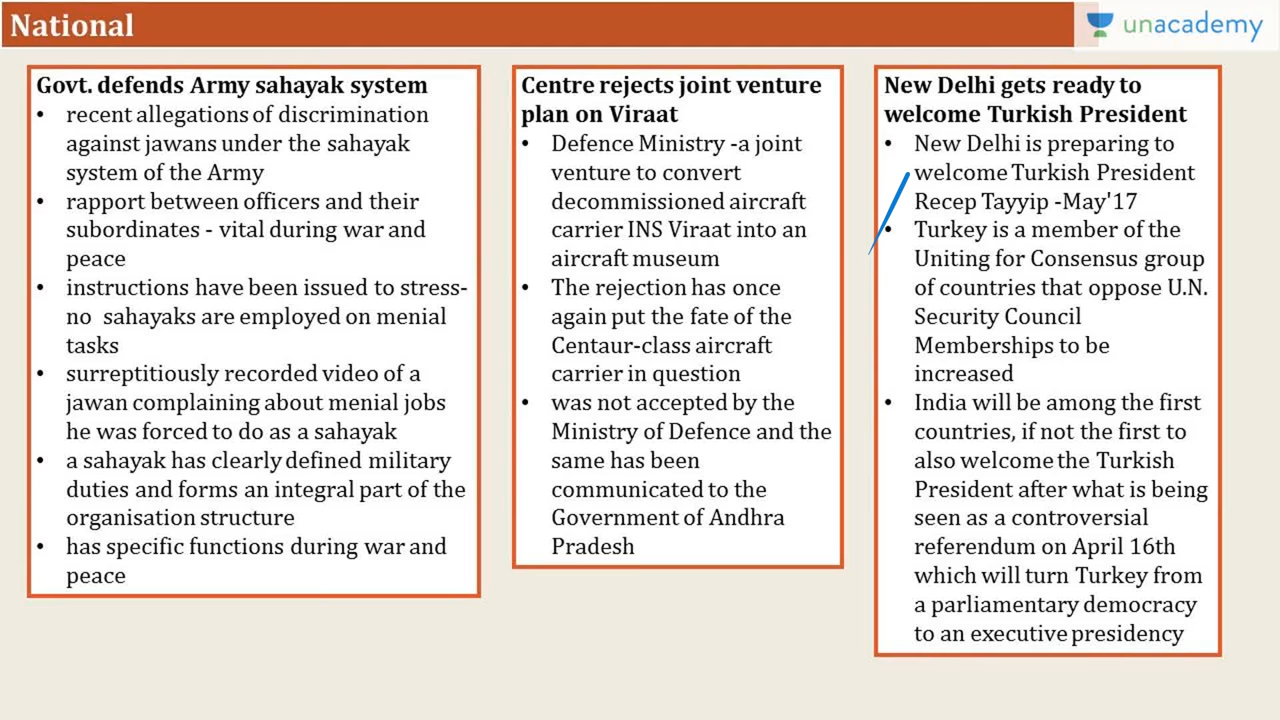 National
unacademy
Govt. defends Army sahayak system
• recent allegations of discrimination
against jawans under the sahayak
system of the Army
• rapport between officers and their
subordinates - vital during war and
peace
• instructions have been issued to stress-
no sahayaks are employed on menial
tasks
• surreptitiously recorded video of a
jawan complaining about menial jobs
he was forced to do as a sahayak
• a sahayak has clearly defined military
duties and forms an integral part of the
organisation structure
• has specific functions during war and
peace
Centre rejects joint venture
plan on Viraat
• Defence Ministry -a joint
venture to convert
decommissioned aircraft
carrier INS Viraat into an
aircraft museum
• The rejection has once
again put the fate of the
Centaur-class aircraft
carrier in question
• was not accepted by the
Ministry of Defence and the
same has been
communicated to the
Government of Andhra
Pradesh
New Delhi gets ready to
welcome Turkish President
• New Delhi is preparing to
welcome Turkish President
Recep Tayyip -May'17
• Turkey is a member of the
Uniting for Consensus group
of countries that oppose U.N.
Security Council
Memberships to be
increased
• India will be among the first
countries, if not the first to
also welcome the Turkish
President after what is being
seen as a controversial
referendum on April 16th
which will turn Turkey from
a parliamentary democracy
to an executive presidency